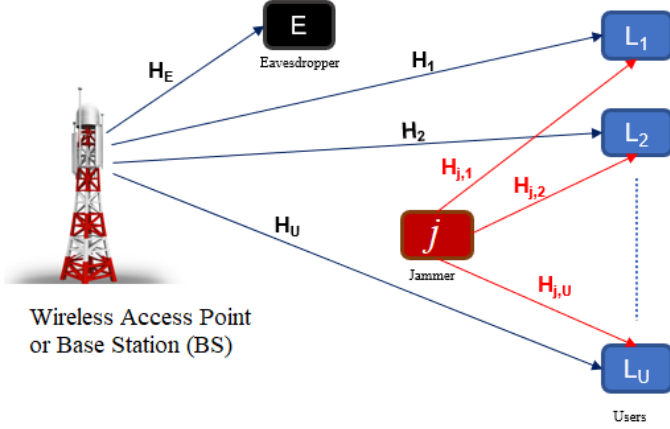 E
Eavesdropper
L1
HE
H1
H2
L2
Hj,1
Hj,2
HU
j
Jammer
Hj,U
Wireless Access Point
or Base Station (BS)
LU
Users